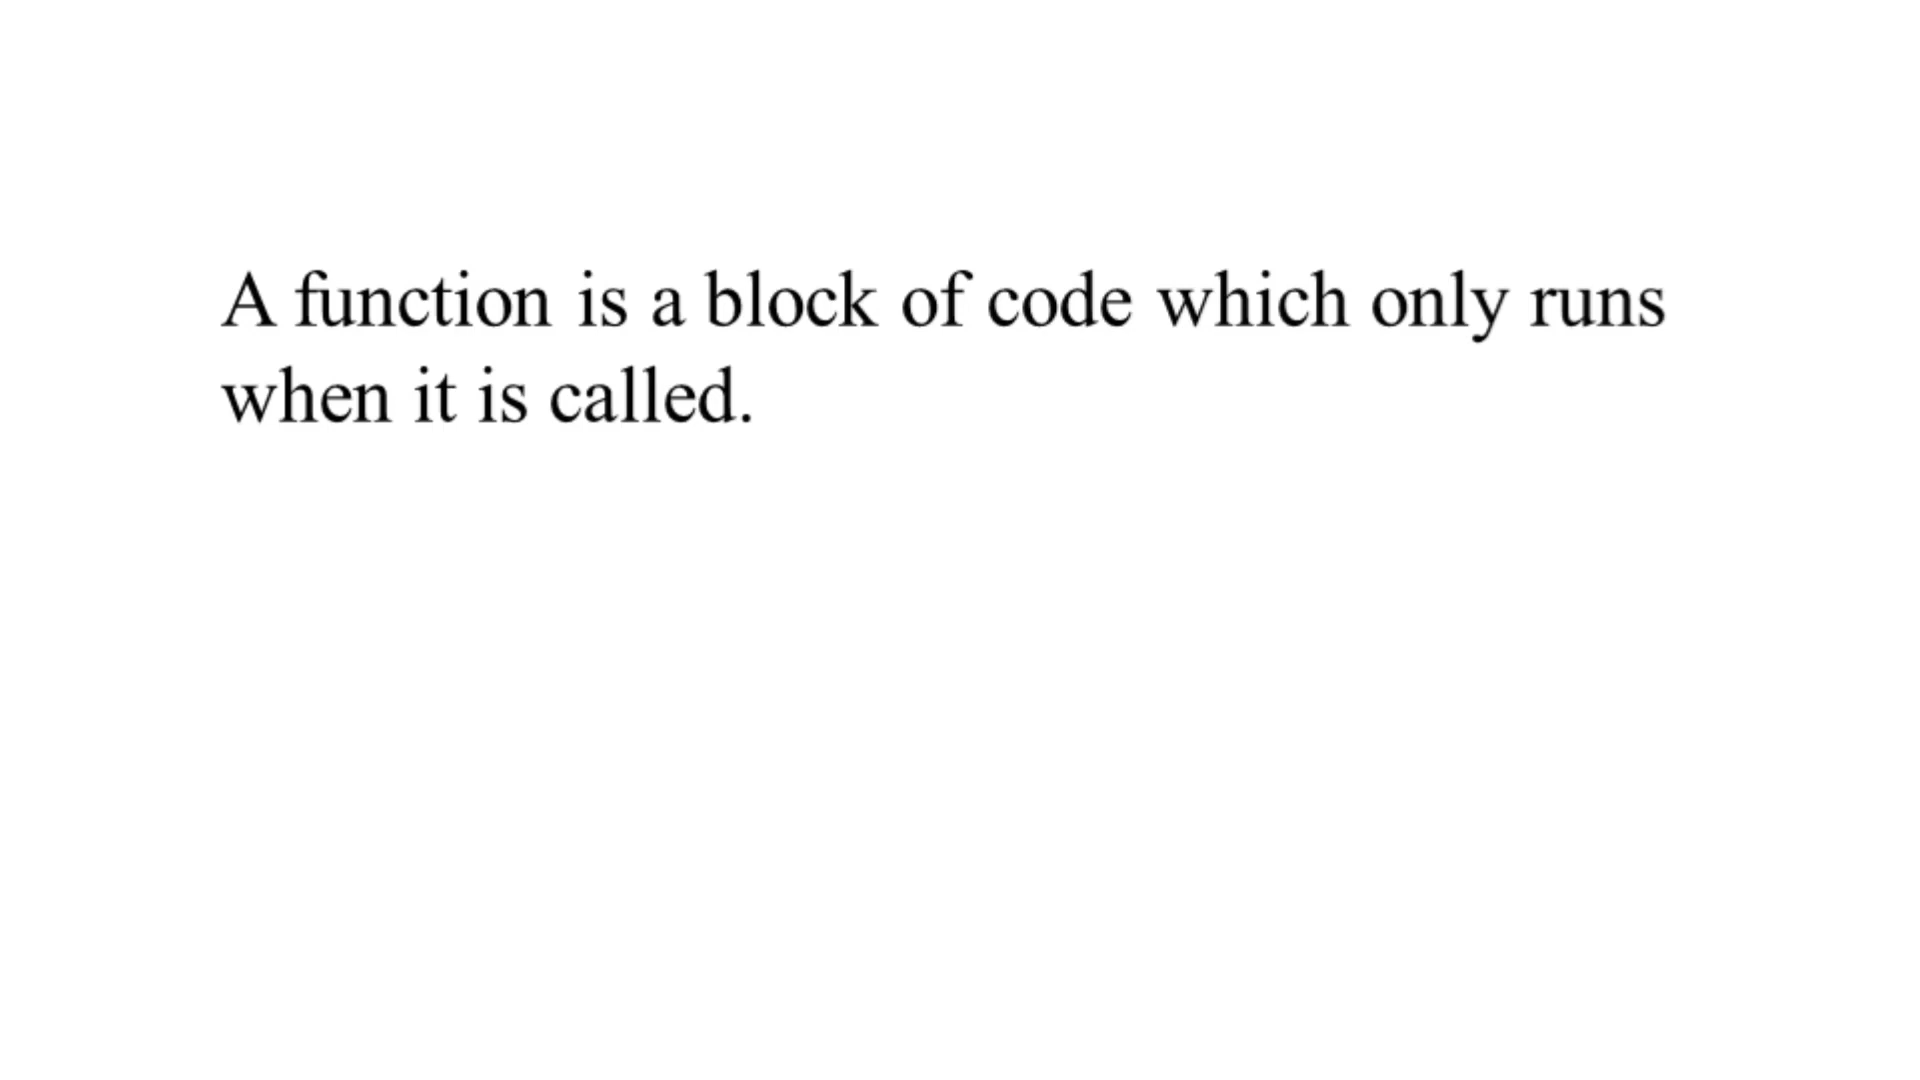 A function is a block of code which only runs
when it is called.